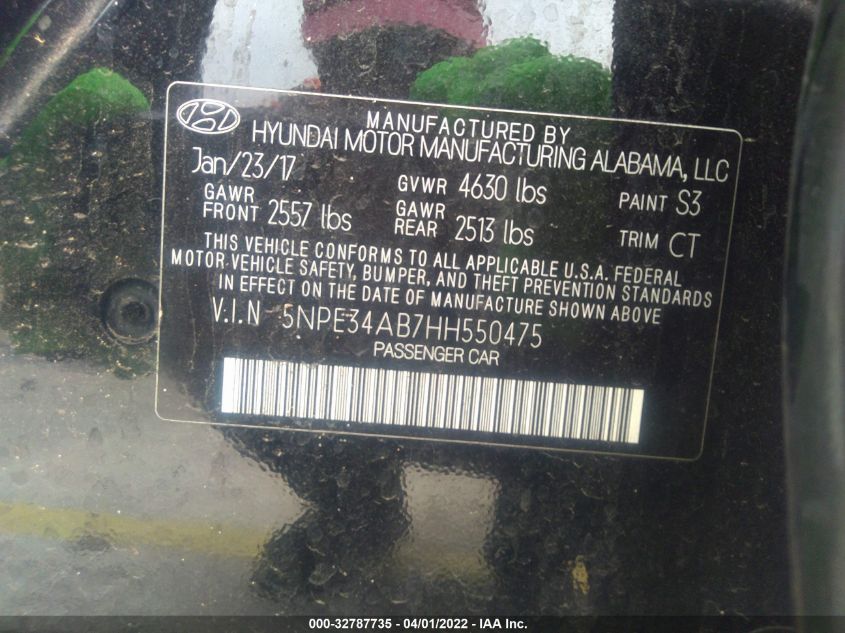 MANUFACTURED BY
HYUNDAI MOTOR MANUFACTURING ALABAMA, LLC
Jan/23/17 GVWR 4630 lbs PAINT S3
GAWR FRONT 2557 lbs GAWR REAR 2513 lbs TRIM CT
THIS VEHICLE CONFORMS TO ALL APPLICABLE U.S.A. FEDERAL
MOTOR VEHICLE SAFETY, BUMPER, AND THEFT PREVENTION STANDARDS
IN EFFECT ON THE DATE OF MANUFACTURE SHOWN ABOVE
V.I.N 5NPE34AB7HH550475
PASSENGER CAR
000-32787735 - 04/01/2022 - IAA Inc.